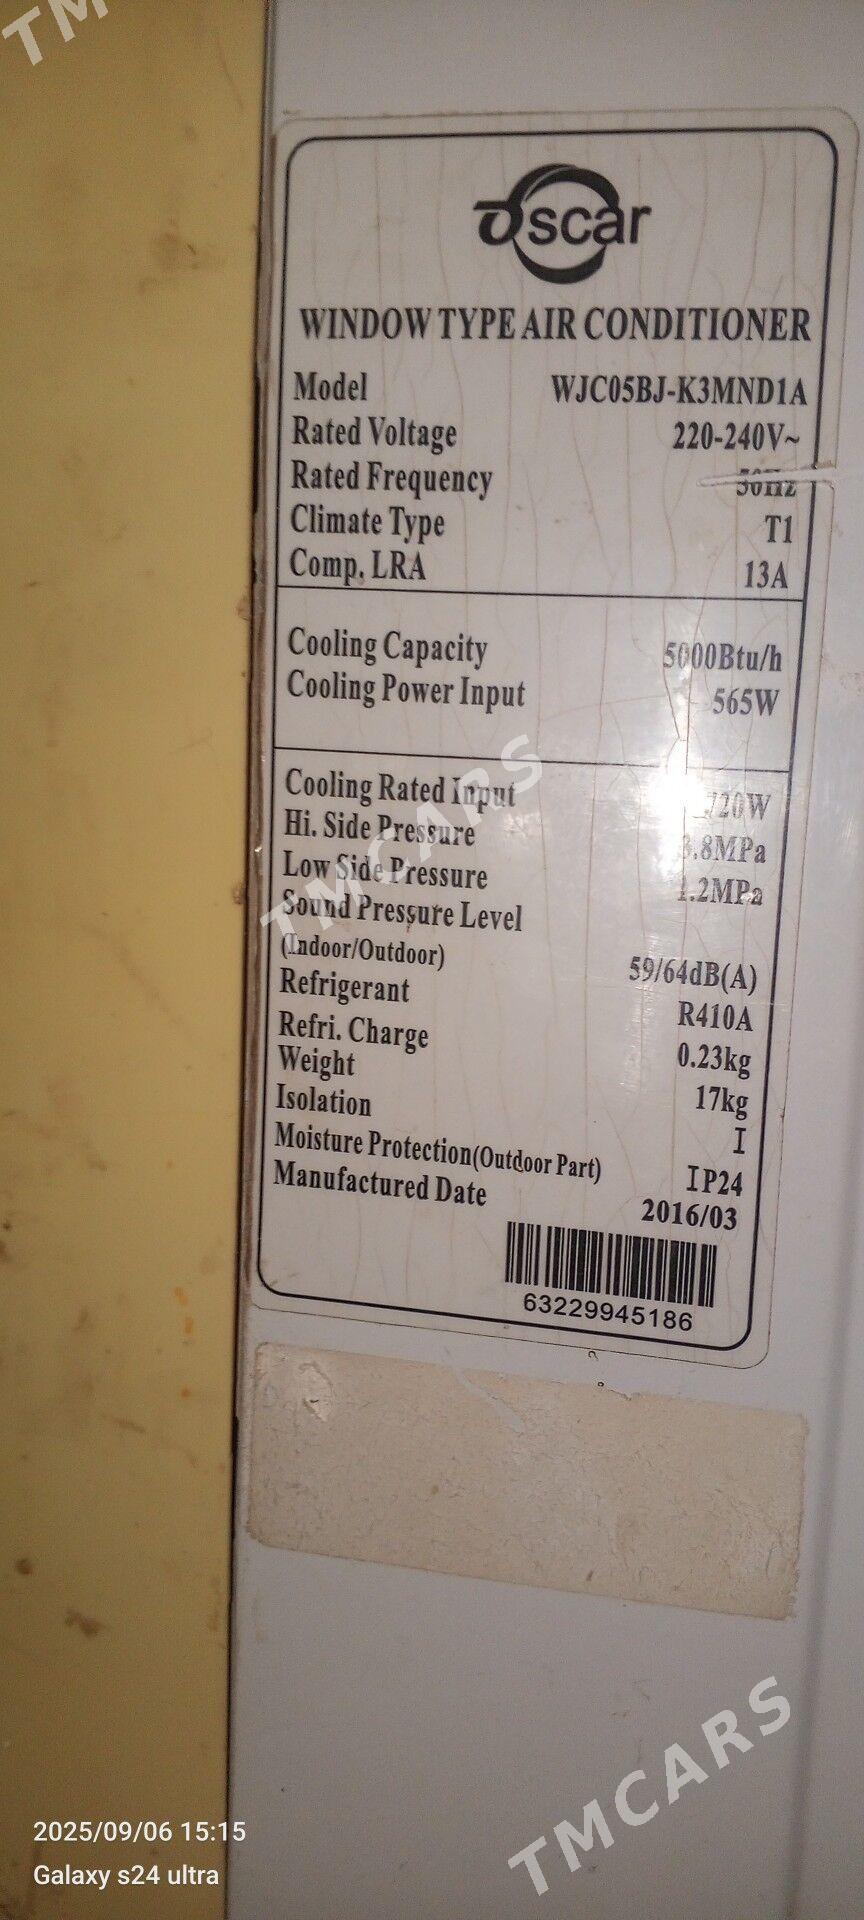 TM
Oscar
WINDOW TYPE AIR CONDITIONER
Model WJC05BJ-K3MND1A
Rated Voltage 220-240V~
Rated Frequency 50Hz
Climate Type T1
Comp. LRA 13A
Cooling Capacity 5000Btu/h
Cooling Power Input 565W
Cooling Rated Input 720W
Hi. Side Pressure 3.8MPa
Low Side Pressure 1.2MPa
Sound Pressure Level
(Indoor/Outdoor) 59/64dB(A)
Refrigerant R410A
Refri. Charge 0.23kg
Weight 17kg
Isolation I
Moisture Protection(Outdoor Part) IP24
Manufactured Date 2016/03
63229945186
TMCARS
TMCARS
2025/09/06 15:15
Galaxy s24 ultra